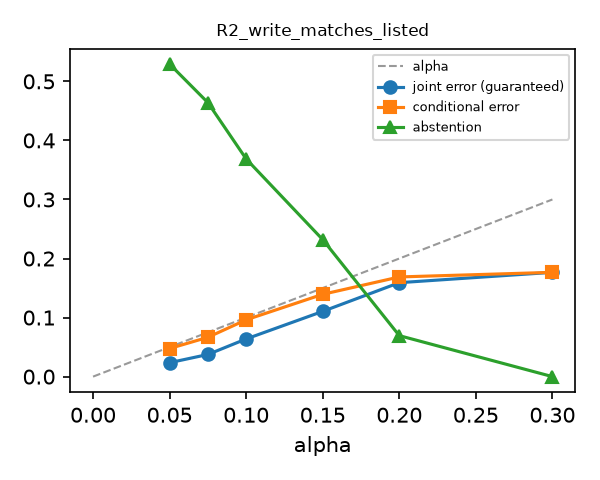 R2_write_matches_listed
alpha
joint error (guaranteed)
conditional error
abstention
0.5
0.4
0.3
0.2
0.1
0.0
0.00 0.05 0.10 0.15 0.20 0.25 0.30
alpha